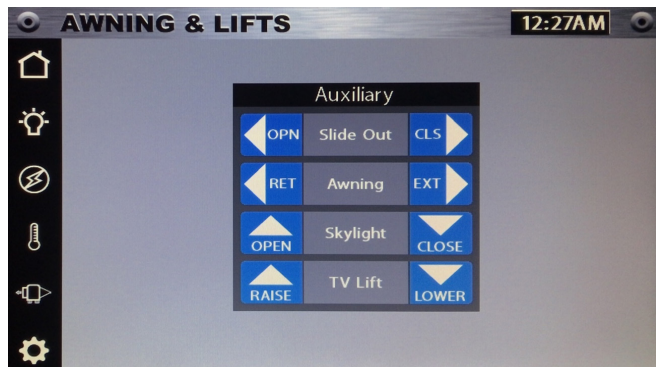 AWNING & LIFTS 12:27AM
Auxiliary
OPN Slide Out CLS
RET Awning EXT
OPEN Skylight CLOSE
RAISE TV Lift LOWER